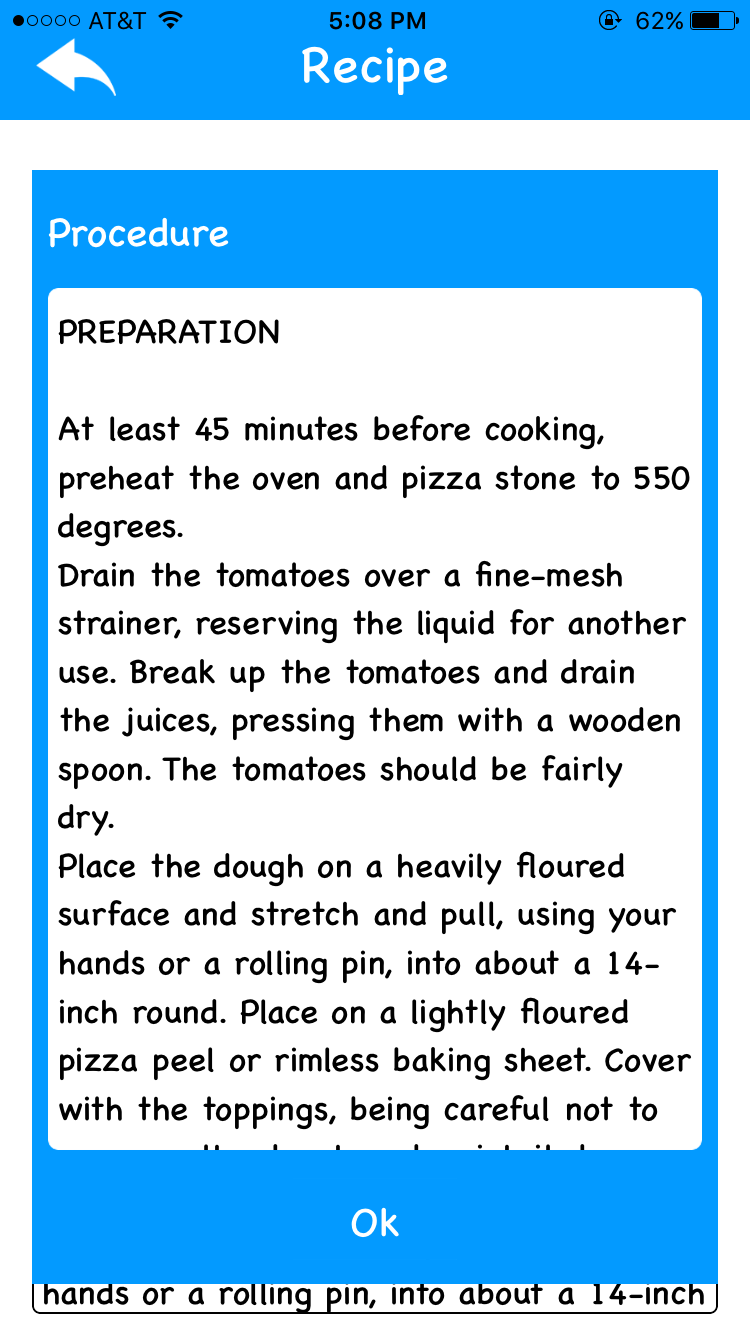 AT&T 5:08 PM 62%
Recipe
Procedure
PREPARATION
At least 45 minutes before cooking,
preheat the oven and pizza stone to 550
degrees.
Drain the tomatoes over a fine-mesh
strainer, reserving the liquid for another
use. Break up the tomatoes and drain
the juices, pressing them with a wooden
spoon. The tomatoes should be fairly
dry.
Place the dough on a heavily floured
surface and stretch and pull, using your
hands or a rolling pin, into about a 14-
inch round. Place on a lightly floured
pizza peel or rimless baking sheet. Cover
with the toppings, being careful not to
Ok
hands or a rolling pin, into about a 14-inch